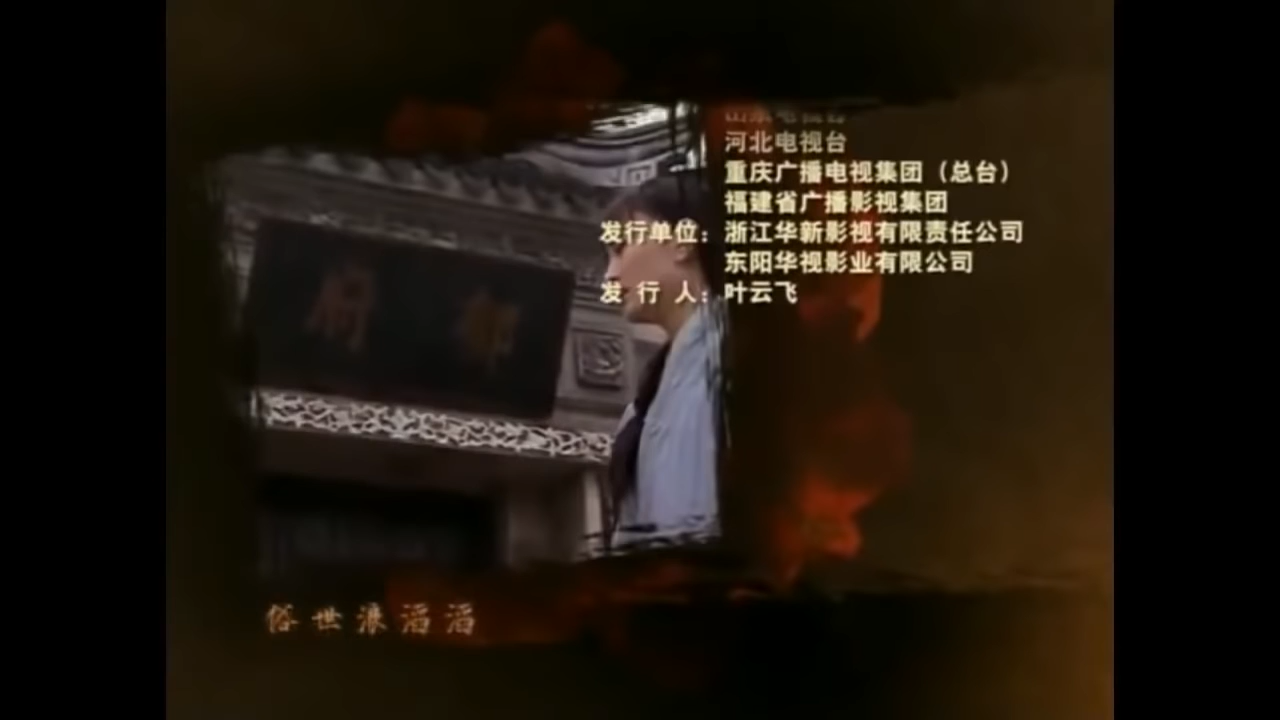 河北电视台
重庆广播电视集团（总台）
福建省广播影视集团
发行单位：浙江华新影视有限责任公司
东阳华视影业有限公司
发 行 人：叶云飞
俗世浪滔滔